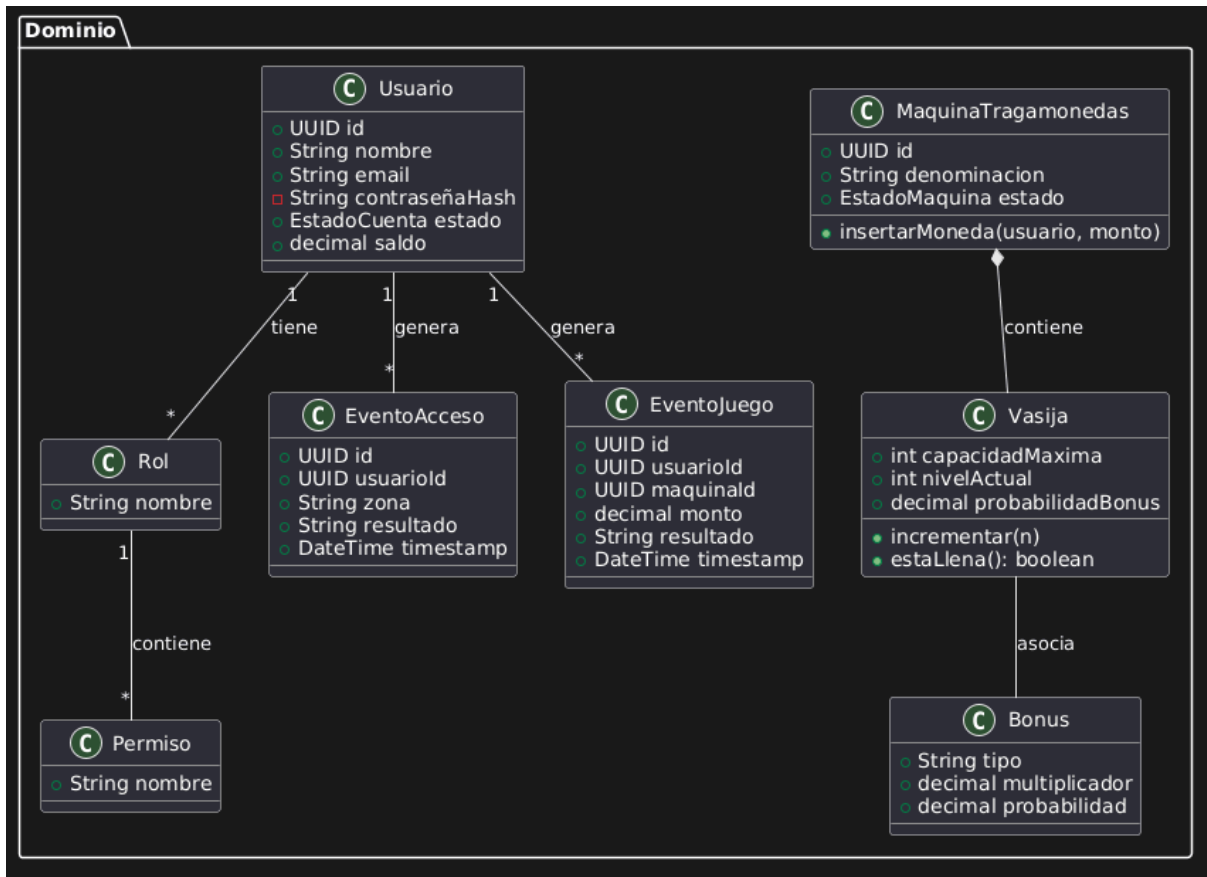 Dominio
C Usuario
UUID id
String nombre
String email
String contraseñaHash
EstadoCuenta estado
decimal saldo
C MaquinaTragamonedas
UUID id
String denominacion
EstadoMaquina estado
insertarMoneda(usuario, monto)
1
tiene
*
1
genera
*
1
genera
*
contiene
C Rol
String nombre
C EventoAcceso
UUID id
UUID usuarioId
String zona
String resultado
DateTime timestamp
C EventoJuego
UUID id
UUID usuarioId
UUID maquinaId
decimal monto
String resultado
DateTime timestamp
C Vasija
int capacidadMaxima
int nivelActual
decimal probabilidadBonus
incrementar(n)
estaLlena(): boolean
1
contiene
*
asocia
C Permiso
String nombre
C Bonus
String tipo
decimal multiplicador
decimal probabilidad